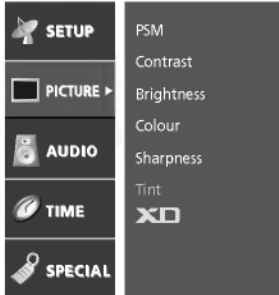 SETUP
PICTURE
AUDIO
TIME
SPECIAL
PSM
Contrast
Brightness
Colour
Sharpness
Tint
XD